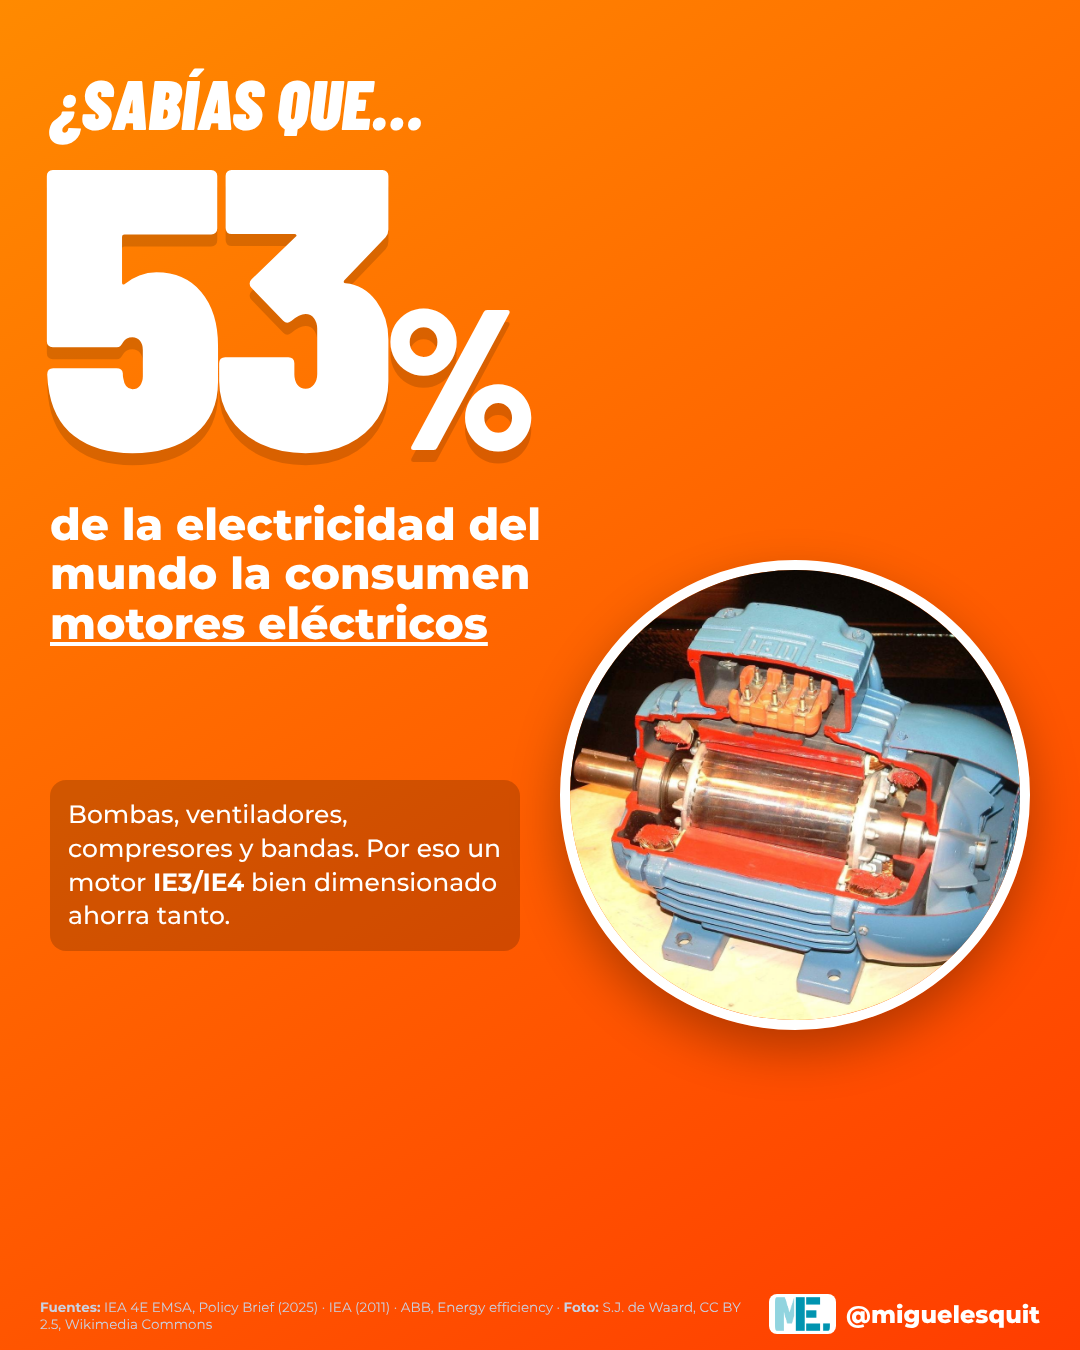 ¿SABÍAS QUE...
53%
de la electricidad del
mundo la consumen
motores eléctricos
Bombas, ventiladores,
compresores y bandas. Por eso un
motor IE3/IE4 bien dimensionado
ahorra tanto.
Fuentes: IEA 4E EMSA, Policy Brief (2025) · IEA (2011) · ABB, Energy efficiency · Foto: S.J. de Waard, CC BY
2.5, Wikimedia Commons
ME.
@miguelesquit